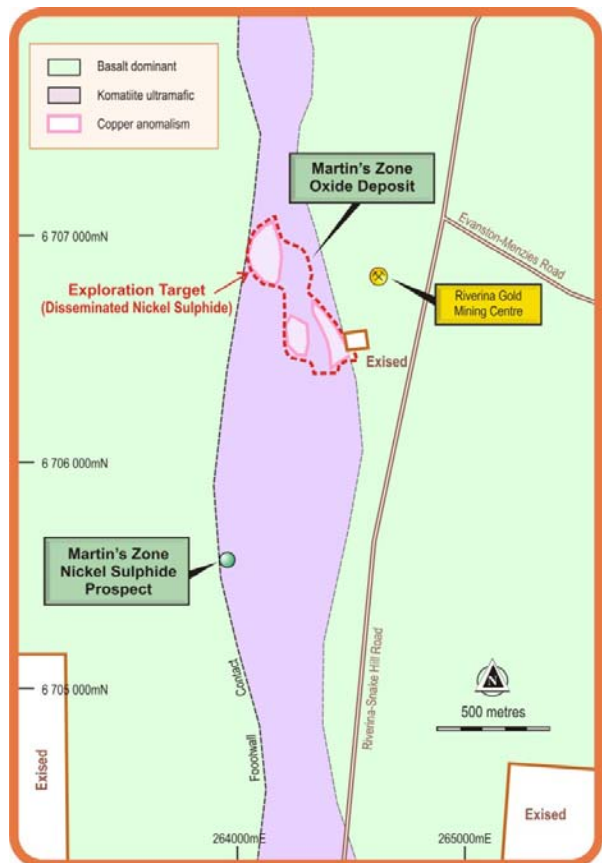 Basalt dominant
Komatiite ultramafic
Copper anomalism
Martin's Zone
Oxide Deposit
6 707 000mN
Evanston-Menzies Road
Exploration Target
(Disseminated Nickel Sulphide)
Riverina Gold
Mining Centre
Exised
6 706 000mN
Martin's Zone
Nickel Sulphide
Prospect
Riverina-Snake Hill Road
Contact
Fooolwall
6 705 000mN
N
500 metres
Exised
Exised
264000mE
265000mE